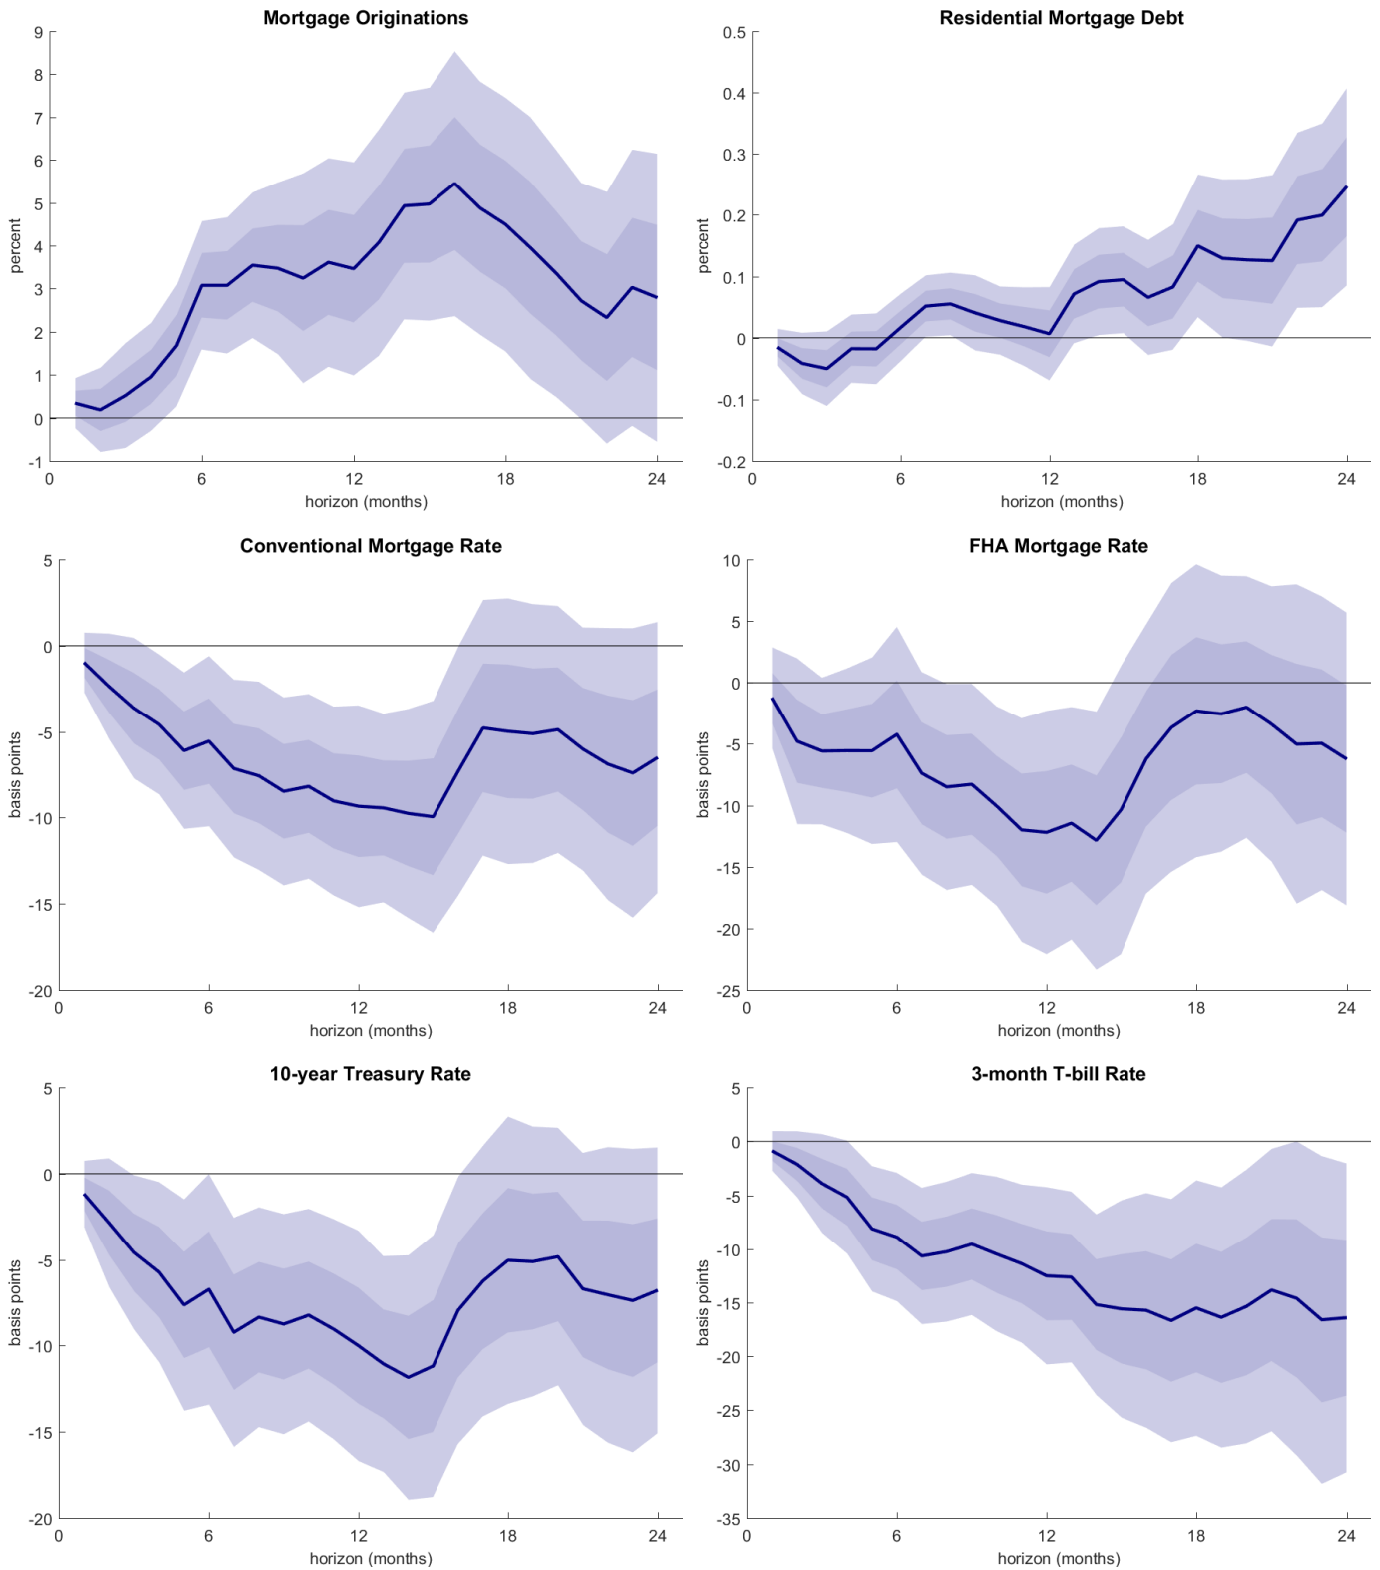 Mortgage Originations
9
8
7
6
5
4
3
2
1
0
-1
percent
0 6 12 18 24
horizon (months)
Residential Mortgage Debt
0.5
0.4
0.3
0.2
0.1
0
-0.1
-0.2
percent
0 6 12 18 24
horizon (months)
Conventional Mortgage Rate
5
0
-5
-10
-15
-20
basis points
0 6 12 18 24
horizon (months)
FHA Mortgage Rate
10
5
0
-5
-10
-15
-20
-25
basis points
0 6 12 18 24
horizon (months)
10-year Treasury Rate
5
0
-5
-10
-15
-20
basis points
0 6 12 18 24
horizon (months)
3-month T-bill Rate
5
0
-5
-10
-15
-20
-25
-30
-35
basis points
0 6 12 18 24
horizon (months)